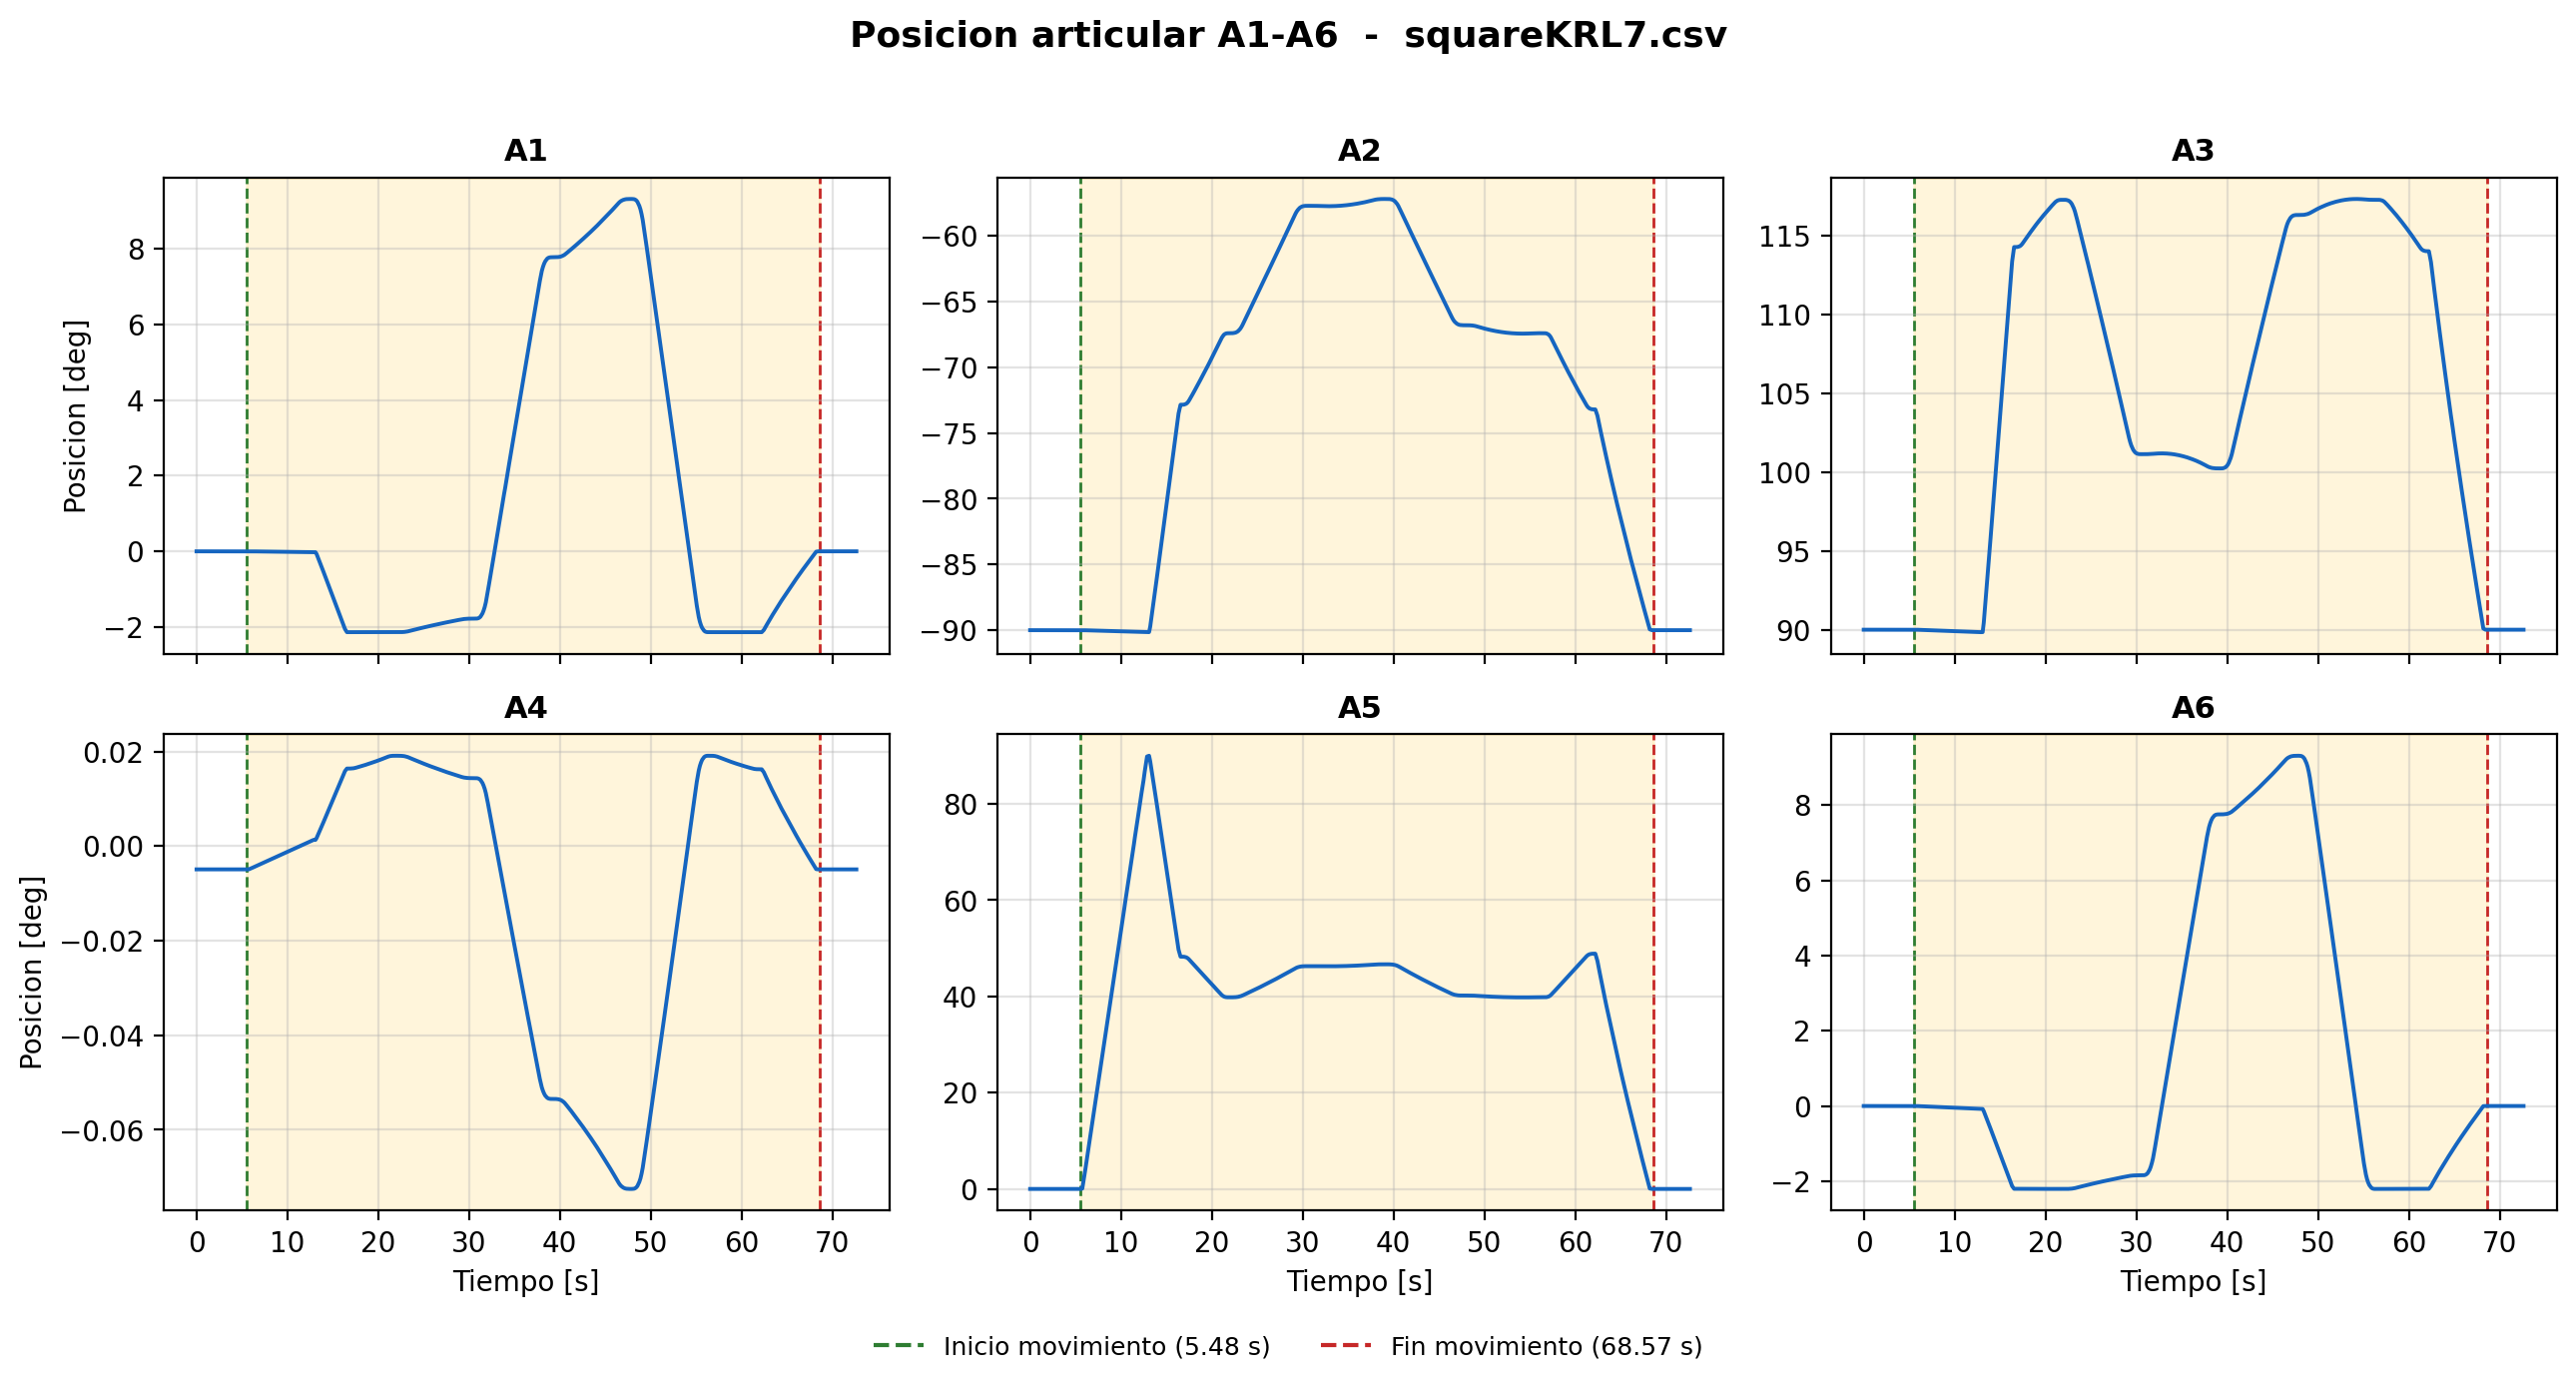 Posicion articular A1-A6  -  squareKRL7.csv
A1
A2
A3
Posicion [deg]
8
6
4
2
0
−2
−60
−65
−70
−75
−80
−85
−90
115
110
105
100
95
90
A4
A5
A6
Posicion [deg]
0.02
0.00
−0.02
−0.04
−0.06
80
60
40
20
0
8
6
4
2
0
−2
0 10 20 30 40 50 60 70
0 10 20 30 40 50 60 70
0 10 20 30 40 50 60 70
Tiempo [s]
Tiempo [s]
Tiempo [s]
Inicio movimiento (5.48 s)
Fin movimiento (68.57 s)